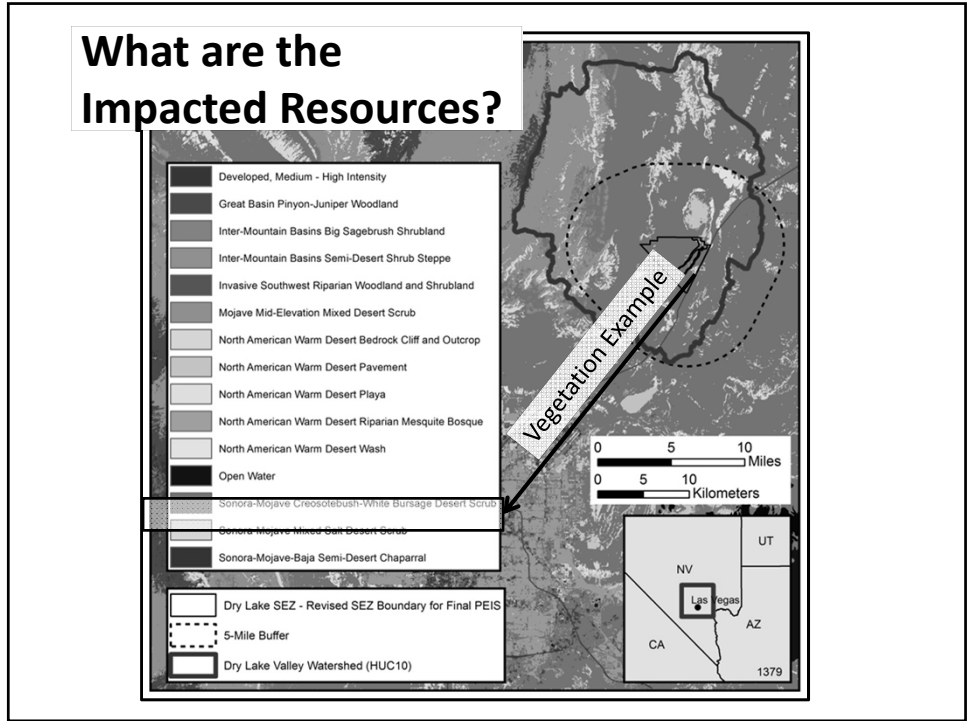 What are the
Impacted Resources?
Developed, Medium - High Intensity
Great Basin Pinyon-Juniper Woodland
Inter-Mountain Basins Big Sagebrush Shrubland
Inter-Mountain Basins Semi-Desert Shrub Steppe
Invasive Southwest Riparian Woodland and Shrubland
Mojave Mid-Elevation Mixed Desert Scrub
North American Warm Desert Bedrock Cliff and Outcrop
North American Warm Desert Pavement
North American Warm Desert Playa
North American Warm Desert Riparian Mesquite Bosque
North American Warm Desert Wash
Open Water
Sonora-Mojave Creosotebush-White Bursage Desert Scrub
Sonora-Mojave Mixed Salt Desert Scrub
Sonora-Mojave-Baja Semi-Desert Chaparral
Dry Lake SEZ - Revised SEZ Boundary for Final PEIS
5-Mile Buffer
Dry Lake Valley Watershed (HUC10)
Vegetation Example
0 5 10
Miles
0 5 10
Kilometers
UT
NV
Las Vegas
AZ
CA
1379